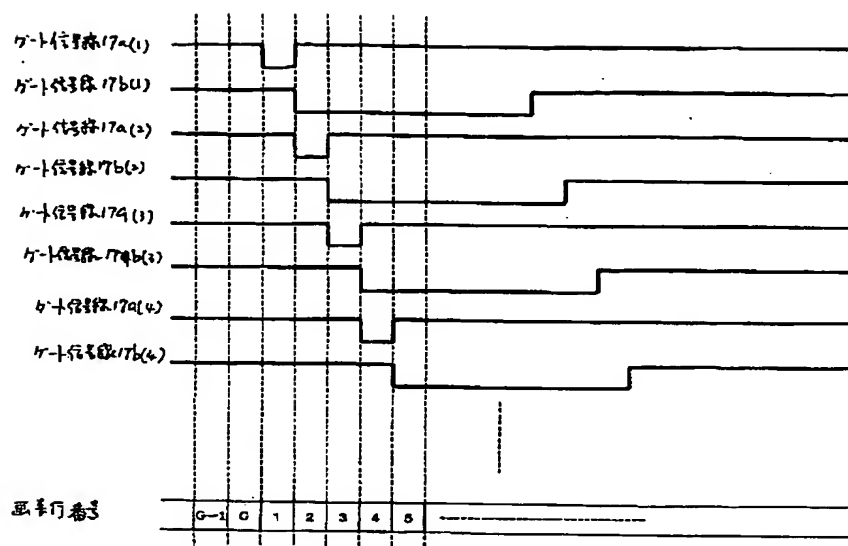 ゲート信号線17a(1)
ゲート信号線17b(1)
ゲート信号線17a(2)
ゲート信号線17b(2)
ゲート信号線17a(3)
ゲート信号線17b(3)
ゲート信号線17a(4)
ゲート信号線17b(4)
画素行番号 G-1 G 1 2 3 4 5